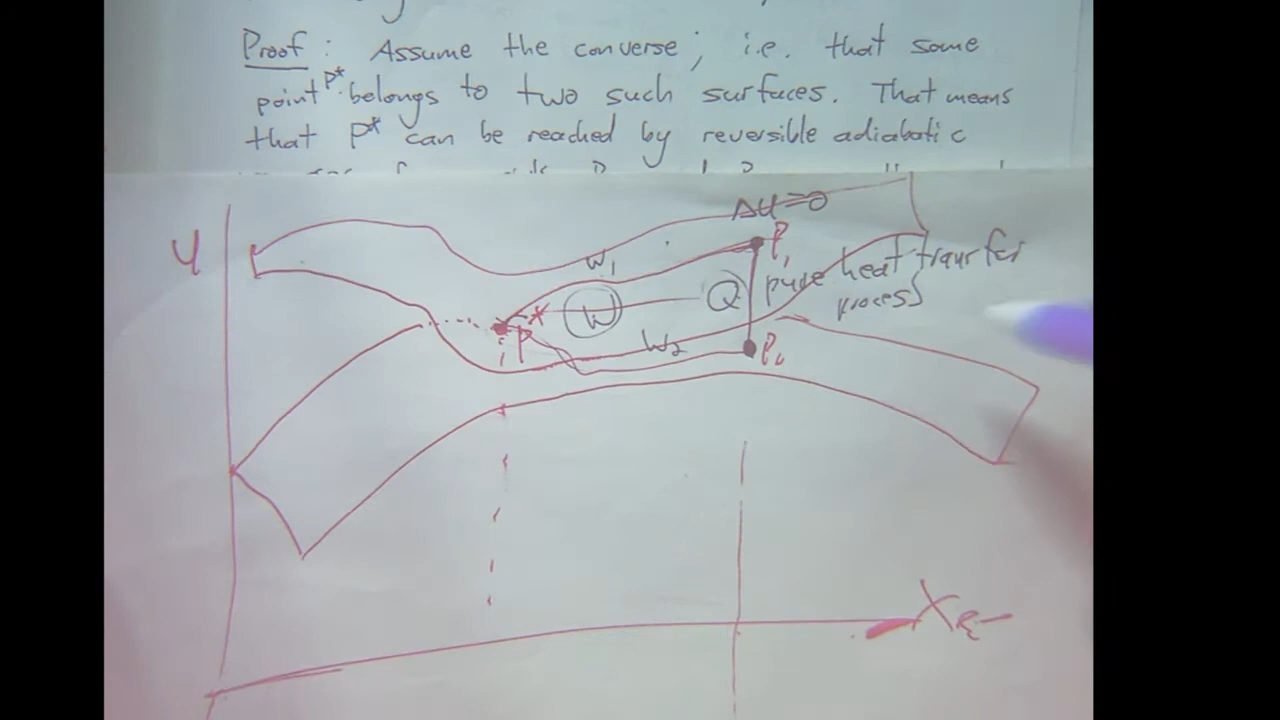 Proof : Assume the converse ; i.e. that some
point P* belongs to two such surfaces. That means
that P* can be reached by reversible adiabatic
ΔU=0
U
W1
P1
pure heat transfer
process
Q
W
P*
W2
P2
X